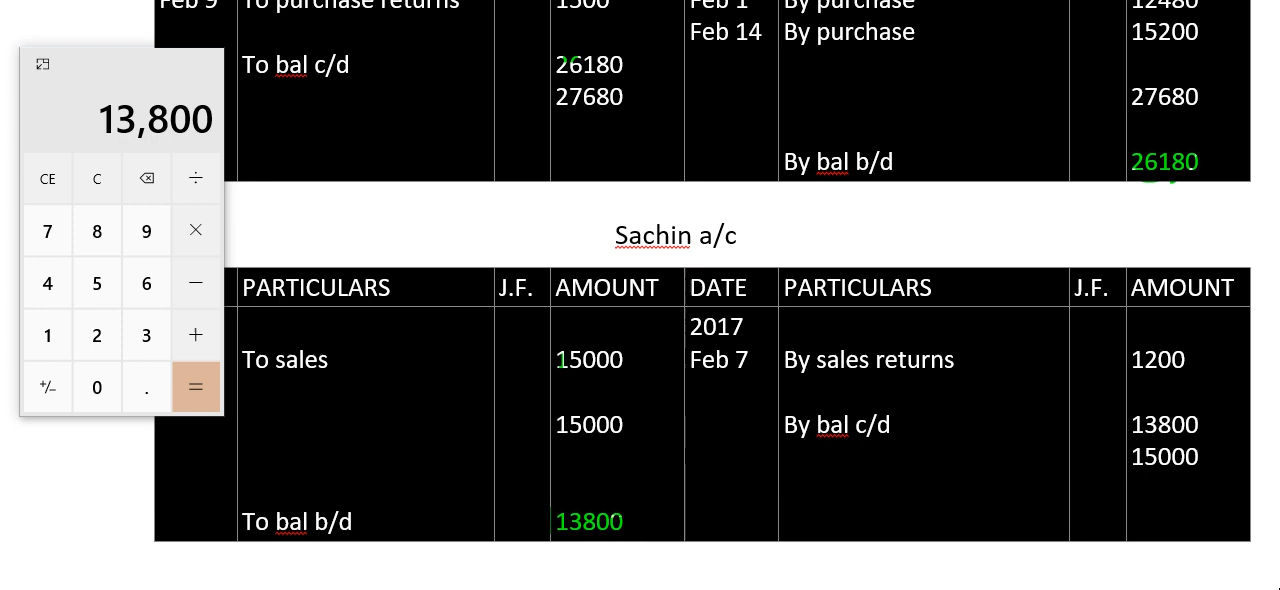 Feb 9 To purchase returns 1500 Feb 1 By purchase 12480
Feb 14 By purchase 15200
To bal c/d 26180
27680 27680
By bal b/d 26180
Sachin a/c
PARTICULARS J.F. AMOUNT DATE PARTICULARS J.F. AMOUNT
2017
To sales 15000 Feb 7 By sales returns 1200
15000 By bal c/d 13800
15000
To bal b/d 13800
13,800
CE C ⌫ ÷
7 8 9 ×
4 5 6 −
1 2 3 +
+/− 0 . =